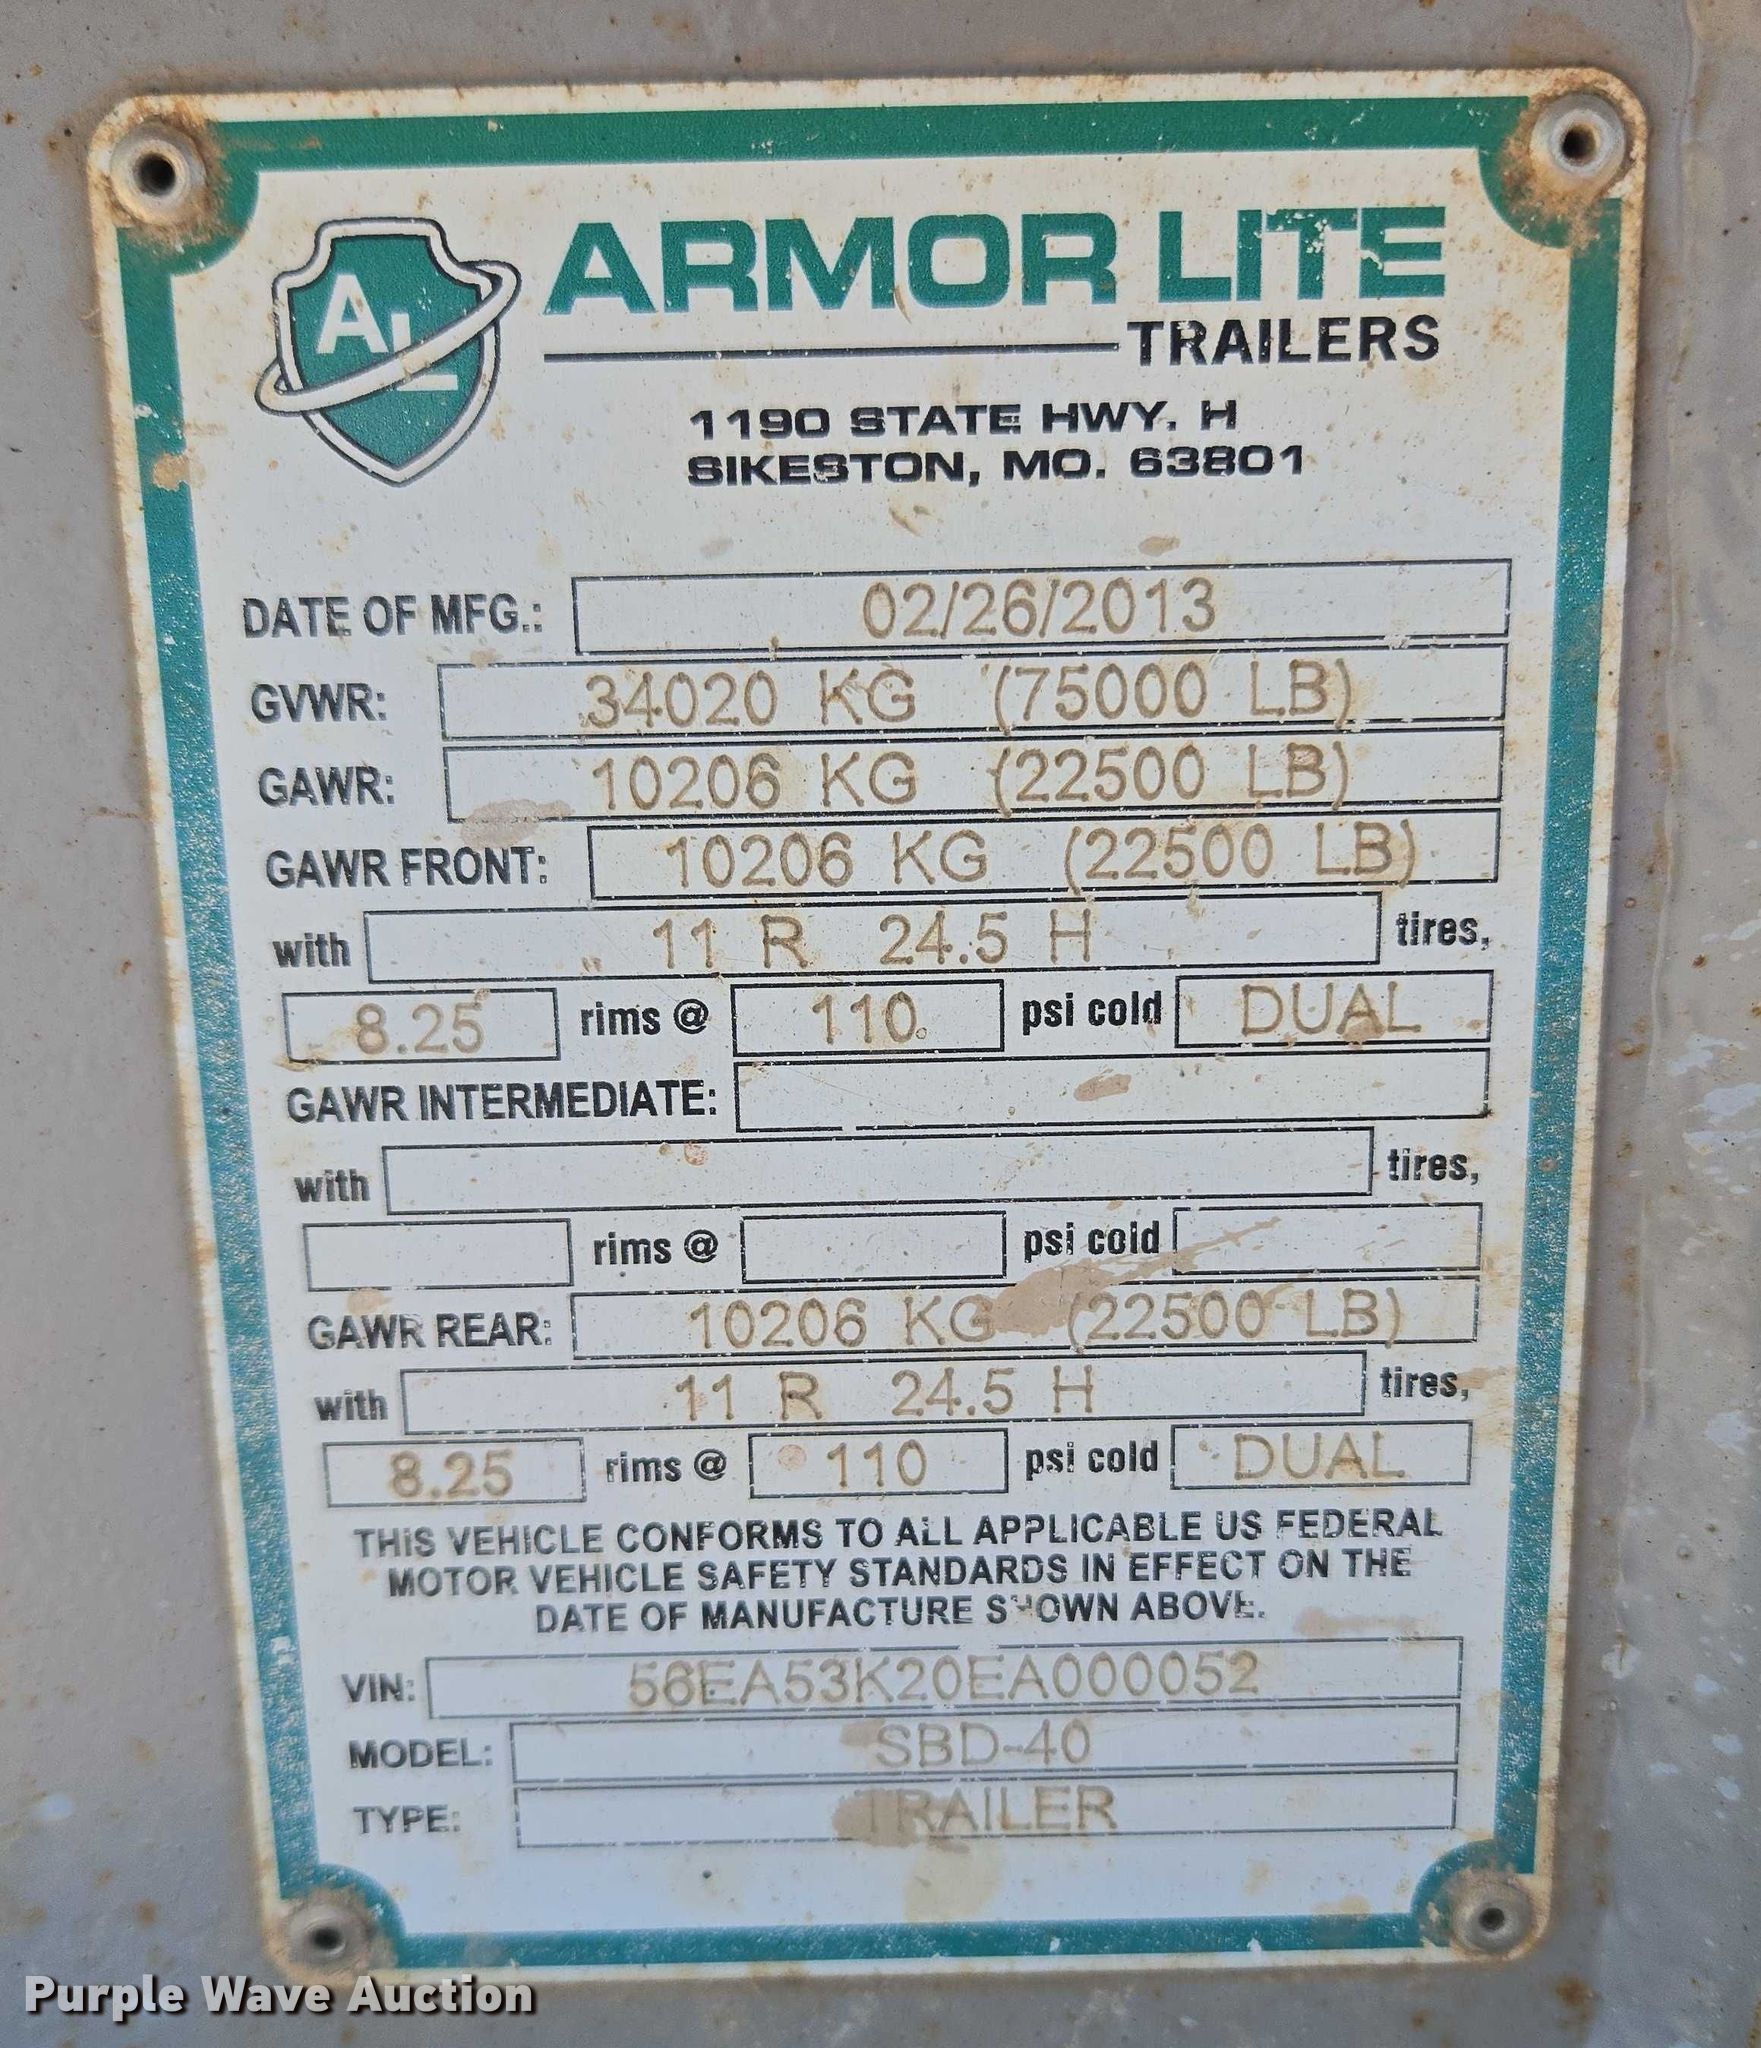 AL ARMOR LITE
TRAILERS
1190 STATE HWY. H
SIKESTON, MO. 63801
DATE OF MFG.: 02/26/2013
GVWR: 34020 KG (75000 LB)
GAWR: 10206 KG (22500 LB)
GAWR FRONT: 10206 KG (22500 LB)
with 11 R 24.5 H tires,
8.25 rims @ 110 psi cold DUAL
GAWR INTERMEDIATE:
with tires,
rims @ psi cold
GAWR REAR: 10206 KG (22500 LB)
with 11 R 24.5 H tires,
8.25 rims @ 110 psi cold DUAL
THIS VEHICLE CONFORMS TO ALL APPLICABLE US FEDERAL
MOTOR VEHICLE SAFETY STANDARDS IN EFFECT ON THE
DATE OF MANUFACTURE SHOWN ABOVE.
VIN: 56EA53K20EA000052
MODEL: SBD-40
TYPE: TRAILER
Purple Wave Auction